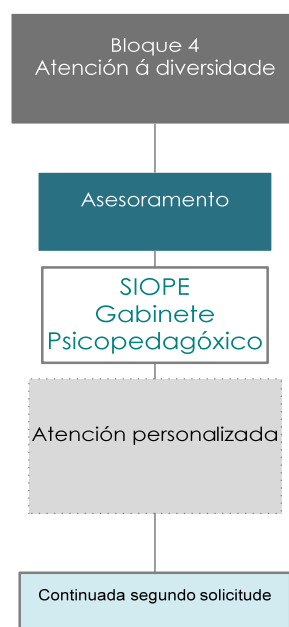 Bloque 4
Atención á diversidade
Asesoramento
SIOPE
Gabinete
Psicopedagóxico
Atención personalizada
Continuada segundo solicitude